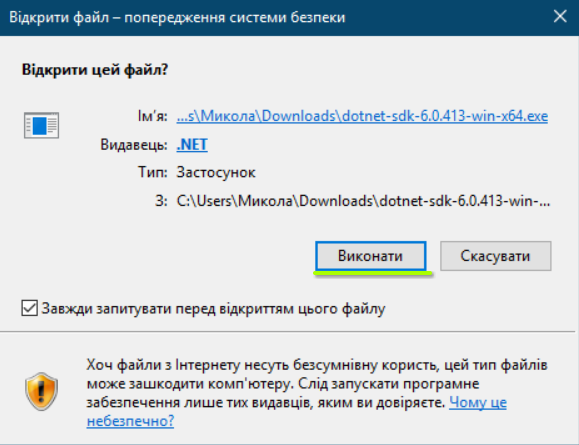 Відкрити файл – попередження системи безпеки
Відкрити цей файл?
Ім'я: ...s\Микола\Downloads\dotnet-sdk-6.0.413-win-x64.exe
Видавець: .NET
Тип: Застосунок
З: C:\Users\Микола\Downloads\dotnet-sdk-6.0.413-win-...
Виконати Скасувати
Завжди запитувати перед відкриттям цього файлу
Хоч файли з Інтернету несуть безсумнівну користь, цей тип файлів
може зашкодити комп'ютеру. Слід запускати програмне
забезпечення лише тих видавців, яким ви довіряєте. Чому це
небезпечно?